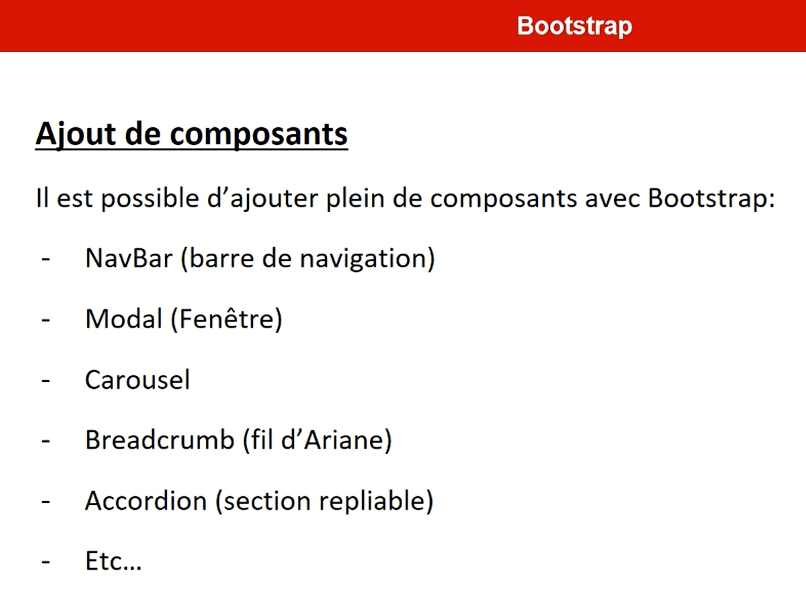 Bootstrap
Ajout de composants
Il est possible d’ajouter plein de composants avec Bootstrap:
- NavBar (barre de navigation)
- Modal (Fenêtre)
- Carousel
- Breadcrumb (fil d’Ariane)
- Accordion (section repliable)
- Etc…